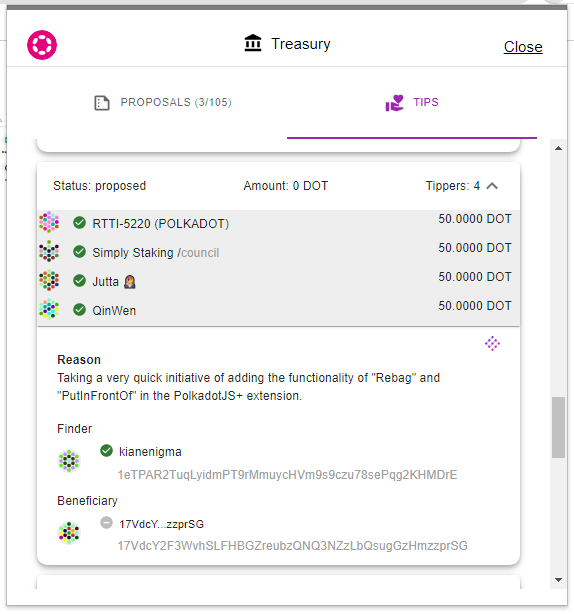 Treasury
Close
PROPOSALS (3/105)
TIPS
Status: proposed Amount: 0 DOT Tippers: 4
RTTI-5220 (POLKADOT) 50.0000 DOT
Simply Staking /council 50.0000 DOT
Jutta 50.0000 DOT
QinWen 50.0000 DOT
Reason
Taking a very quick initiative of adding the functionality of "Rebag" and
"PutInFrontOf" in the PolkadotJS+ extension.
Finder
kianenigma
1eTPAR2TuqLyidmPT9rMmuycHVm9s9czu78sePqg2KHMDrE
Beneficiary
17VdcY...zzprSG
17VdcY2F3WvhSLFHBGZreubzQNQ3NZzLbQsugGzHmzzprSG